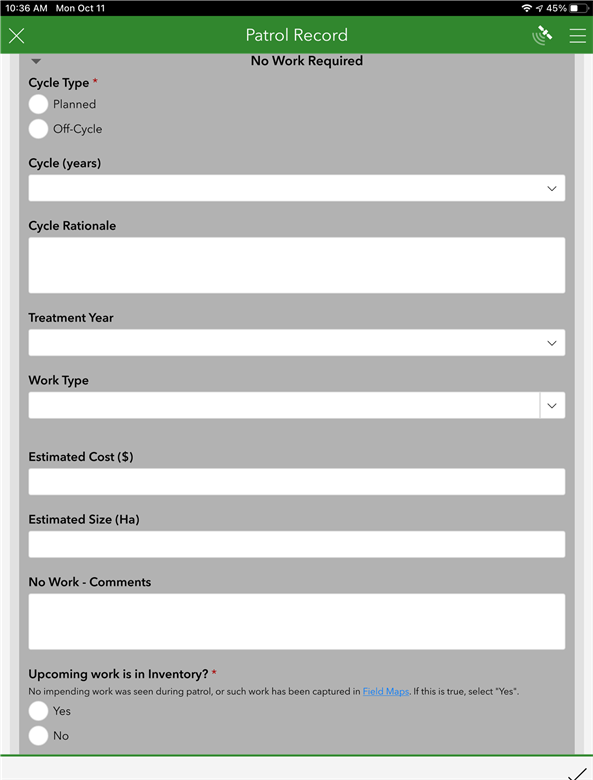 10:36 AM Mon Oct 11 45%
Patrol Record
No Work Required
Cycle Type *
Planned
Off-Cycle
Cycle (years)
Cycle Rationale
Treatment Year
Work Type
Estimated Cost ($)
Estimated Size (Ha)
No Work - Comments
Upcoming work is in Inventory? *
No impending work was seen during patrol, or such work has been captured in Field Maps. If this is true, select "Yes".
Yes
No